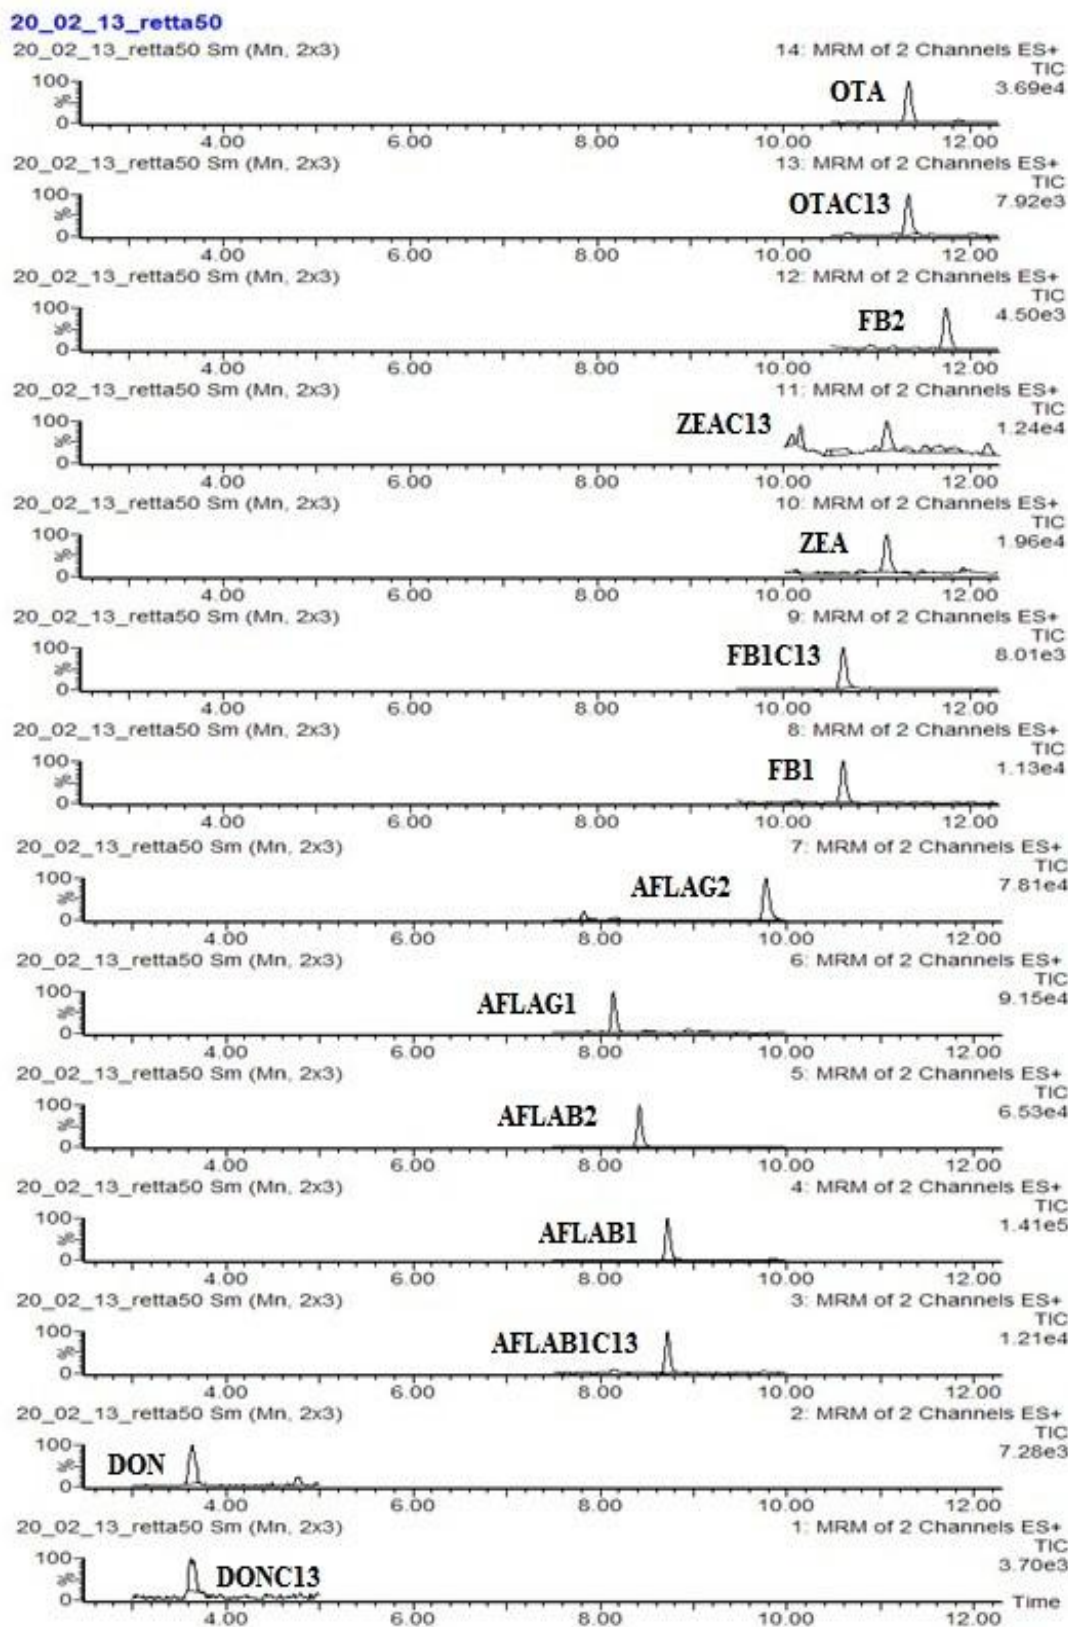 20_02_13_retta50
20_02_13_retta50 Sm (Mn, 2x3) 14: MRM of 2 Channels ES+
TIC
3.69e4
100
%
0
OTA
4.00 6.00 8.00 10.00 12.00
20_02_13_retta50 Sm (Mn, 2x3) 13: MRM of 2 Channels ES+
TIC
7.92e3
100
%
0
OTAC13
4.00 6.00 8.00 10.00 12.00
20_02_13_retta50 Sm (Mn, 2x3) 12: MRM of 2 Channels ES+
TIC
4.50e3
100
%
0
FB2
4.00 6.00 8.00 10.00 12.00
20_02_13_retta50 Sm (Mn, 2x3) 11: MRM of 2 Channels ES+
TIC
1.24e4
100
%
0
ZEAC13
4.00 6.00 8.00 10.00 12.00
20_02_13_retta50 Sm (Mn, 2x3) 10: MRM of 2 Channels ES+
TIC
1.96e4
100
%
0
ZEA
4.00 6.00 8.00 10.00 12.00
20_02_13_retta50 Sm (Mn, 2x3) 9: MRM of 2 Channels ES+
TIC
8.01e3
100
%
0
FB1C13
4.00 6.00 8.00 10.00 12.00
20_02_13_retta50 Sm (Mn, 2x3) 8: MRM of 2 Channels ES+
TIC
1.13e4
100
%
0
FB1
4.00 6.00 8.00 10.00 12.00
20_02_13_retta50 Sm (Mn, 2x3) 7: MRM of 2 Channels ES+
TIC
7.81e4
100
%
0
AFLAG2
4.00 6.00 8.00 10.00 12.00
20_02_13_retta50 Sm (Mn, 2x3) 6: MRM of 2 Channels ES+
TIC
9.15e4
100
%
0
AFLAG1
4.00 6.00 8.00 10.00 12.00
20_02_13_retta50 Sm (Mn, 2x3) 5: MRM of 2 Channels ES+
TIC
6.53e4
100
%
0
AFLAB2
4.00 6.00 8.00 10.00 12.00
20_02_13_retta50 Sm (Mn, 2x3) 4: MRM of 2 Channels ES+
TIC
1.41e5
100
%
0
AFLAB1
4.00 6.00 8.00 10.00 12.00
20_02_13_retta50 Sm (Mn, 2x3) 3: MRM of 2 Channels ES+
TIC
1.21e4
100
%
0
AFLAB1C13
4.00 6.00 8.00 10.00 12.00
20_02_13_retta50 Sm (Mn, 2x3) 2: MRM of 2 Channels ES+
TIC
7.28e3
100
%
0
DON
4.00 6.00 8.00 10.00 12.00
20_02_13_retta50 Sm (Mn, 2x3) 1: MRM of 2 Channels ES+
TIC
3.70e3
100
%
0
DONC13
Time
4.00 6.00 8.00 10.00 12.00